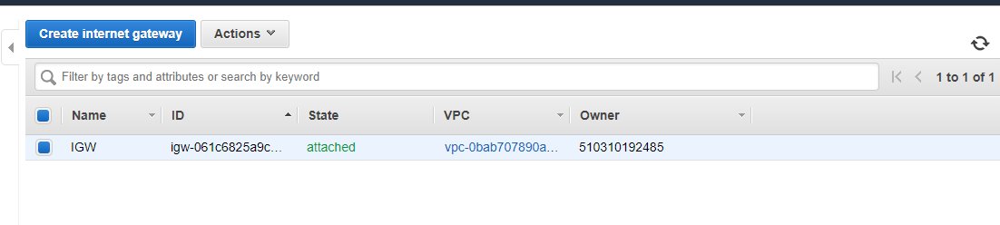 Create internet gateway Actions
Filter by tags and attributes or search by keyword 1 to 1 of 1
Name ID State VPC Owner
IGW igw-061c6825a9c... attached vpc-0bab707890a... 510310192485